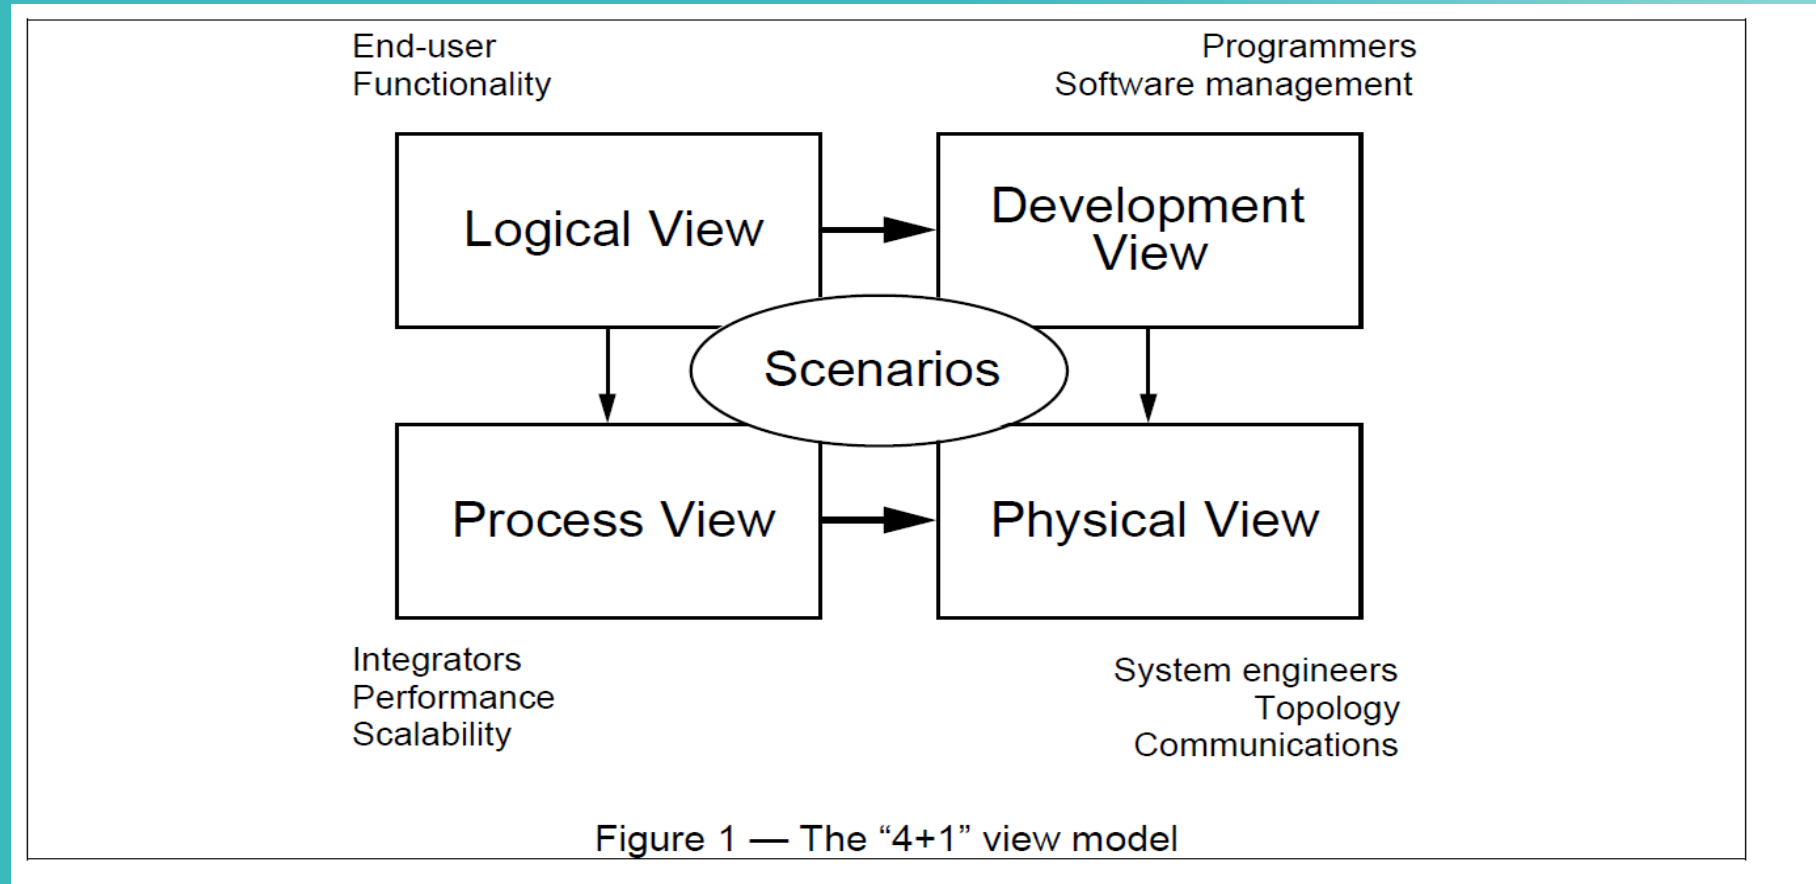 End-user
Functionality
Programmers
Software management
Logical View
Development
View
Scenarios
Process View
Physical View
Integrators
Performance
Scalability
System engineers
Topology
Communications
Figure 1 — The “4+1” view model